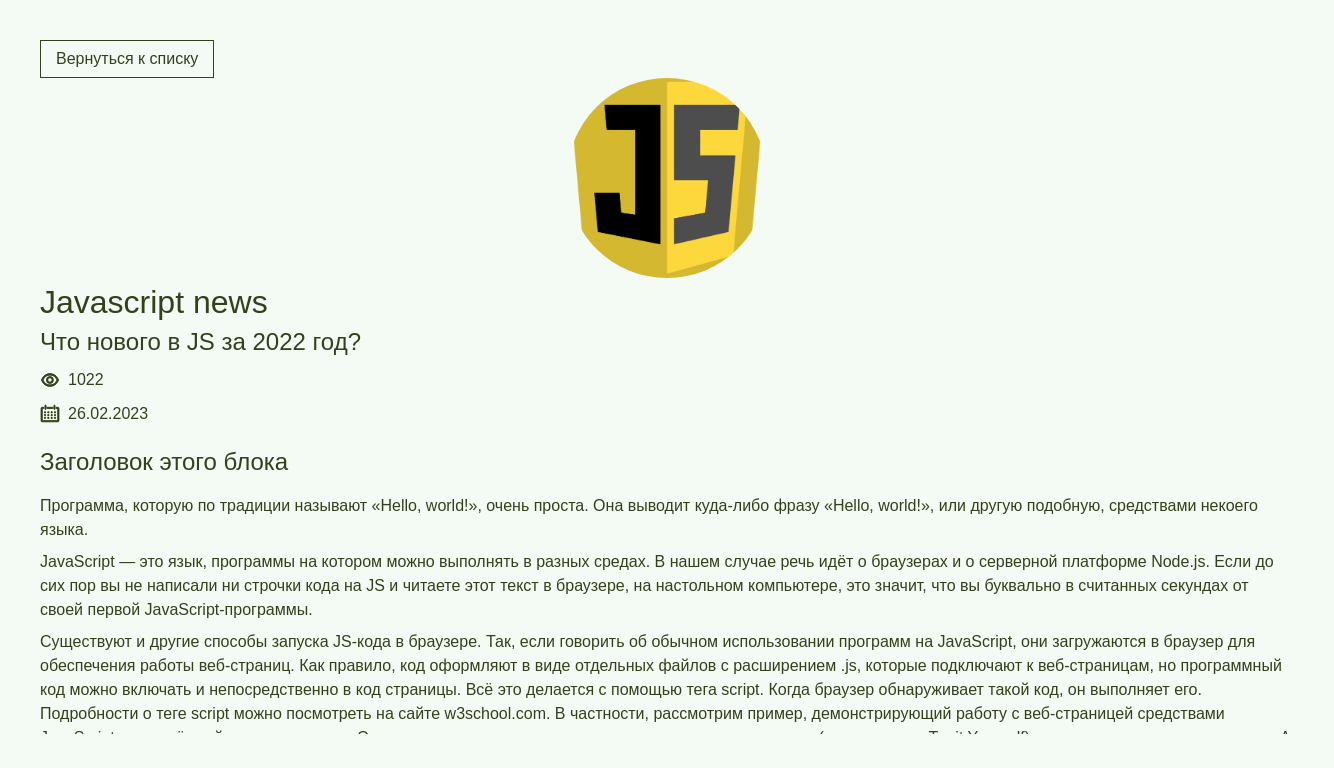 Вернуться к списку
JS
Javascript news
Что нового в JS за 2022 год?
1022
26.02.2023
Заголовок этого блока
Программа, которую по традиции называют «Hello, world!», очень проста. Она выводит куда-либо фразу «Hello, world!», или другую подобную, средствами некоего
языка.
JavaScript — это язык, программы на котором можно выполнять в разных средах. В нашем случае речь идёт о браузерах и о серверной платформе Node.js. Если до
сих пор вы не написали ни строчки кода на JS и читаете этот текст в браузере, на настольном компьютере, это значит, что вы буквально в считанных секундах от
своей первой JavaScript-программы.
Существуют и другие способы запуска JS-кода в браузере. Так, если говорить об обычном использовании программ на JavaScript, они загружаются в браузер для
обеспечения работы веб-страниц. Как правило, код оформляют в виде отдельных файлов с расширением .js, которые подключают к веб-страницам, но программный
код можно включать и непосредственно в код страницы. Всё это делается с помощью тега script. Когда браузер обнаруживает такой код, он выполняет его.
Подробности о теге script можно посмотреть на сайте w3school.com. В частности, рассмотрим пример, демонстрирующий работу с веб-страницей средствами